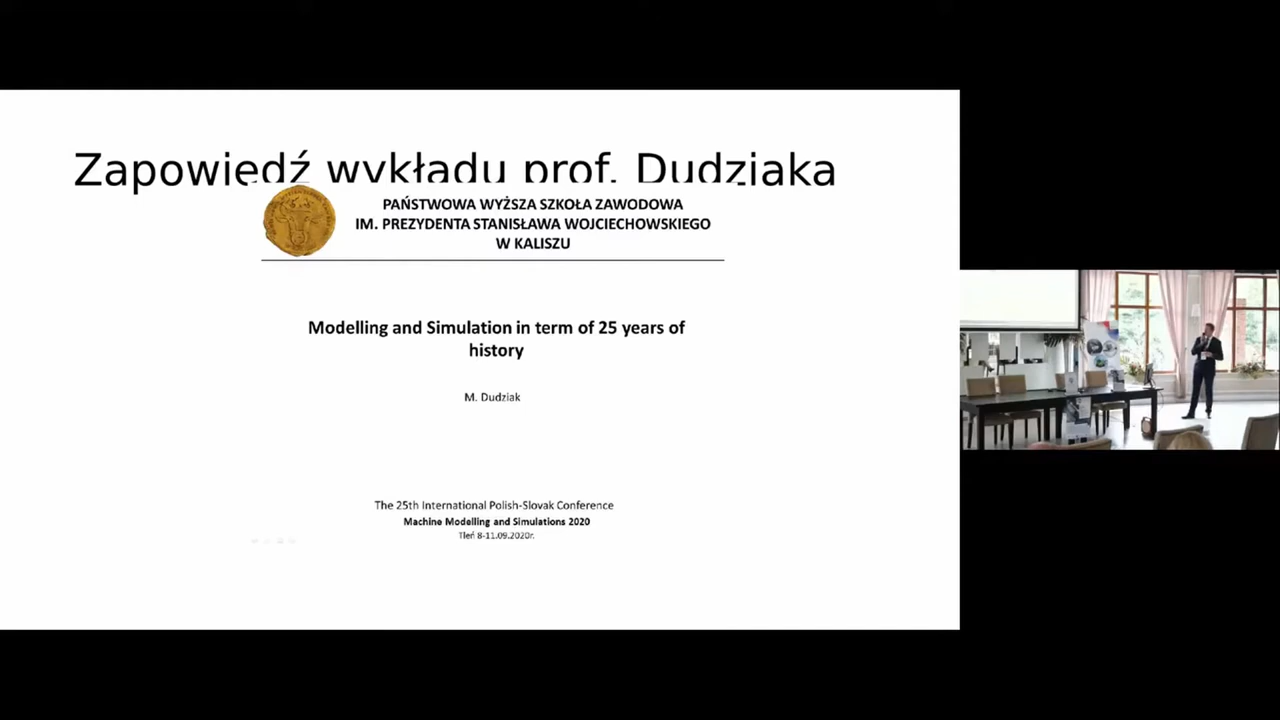 Zapowiedź wykładu prof. Dudziaka
PAŃSTWOWA WYŻSZA SZKOŁA ZAWODOWA
IM. PREZYDENTA STANISŁAWA WOJCIECHOWSKIEGO
W KALISZU
Modelling and Simulation in term of 25 years of
history
M. Dudziak
The 25th International Polish-Slovak Conference
Machine Modelling and Simulations 2020
Tleń 8-11.09.2020r.